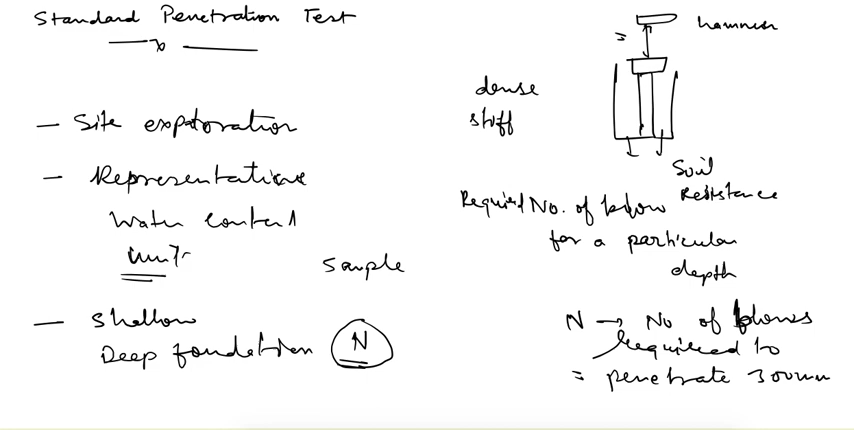 Standard Penetration Test
hammer
=
dense
stiff
- Site exploration
- Representative
Water content
Sample
- Shallow
Deep foundation
N
Soil
Resistance
Required No. of blow
for a particular
depth
N → No of blows
required to
= penetrate 300mm